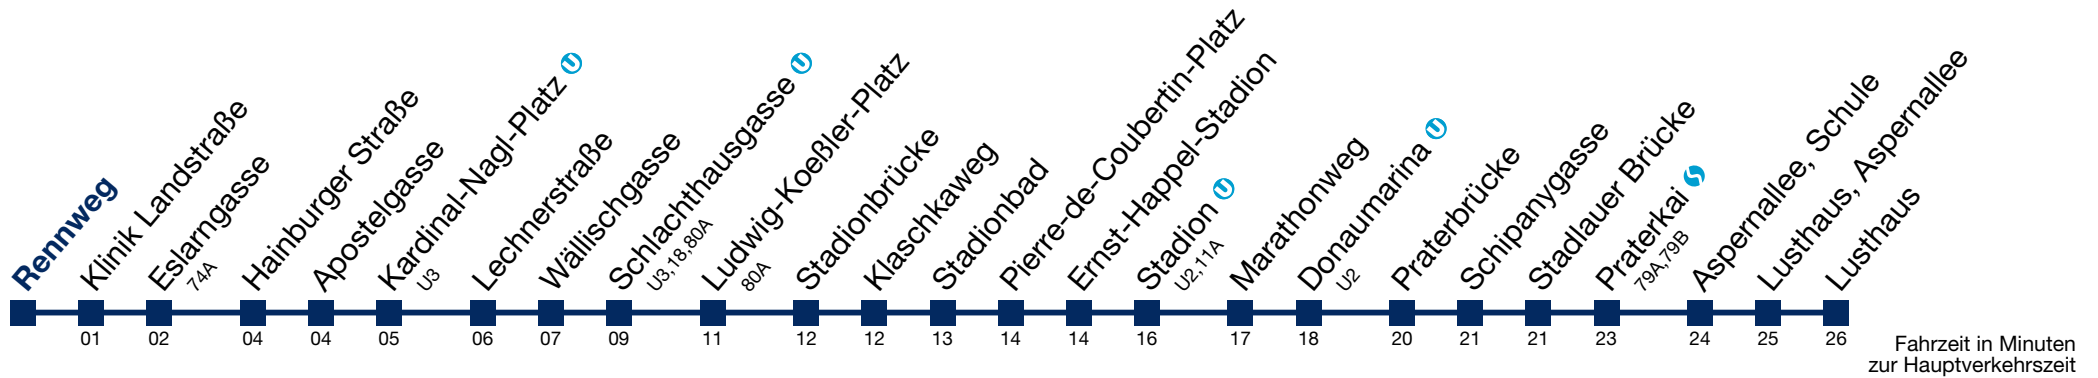 Rennweg
Klinik Landstraße
01
Eslarngasse
74A
02
Hainburger Straße
04
Apostelgasse
04
Kardinal-Nagl-Platz U
U3
05
Lechnerstraße
06
Wällischgasse
07
Schlachthausgasse U
U3,18,80A
09
Ludwig-Koeßler-Platz
80A
11
Stadionbrücke
12
Klaschkaweg
12
Stadionbad
13
Pierre-de-Coubertin-Platz
14
Ernst-Happel-Stadion
14
Stadion U
U2,11A
16
Marathonweg
17
Donaumarina U
U2
18
Praterbrücke
20
Schipanygasse
21
Stadlauer Brücke
21
Praterkai S
79A,79B
23
Aspernallee, Schule
24
Lusthaus, Aspernallee
25
Lusthaus
26
Fahrzeit in Minuten
zur Hauptverkehrszeit